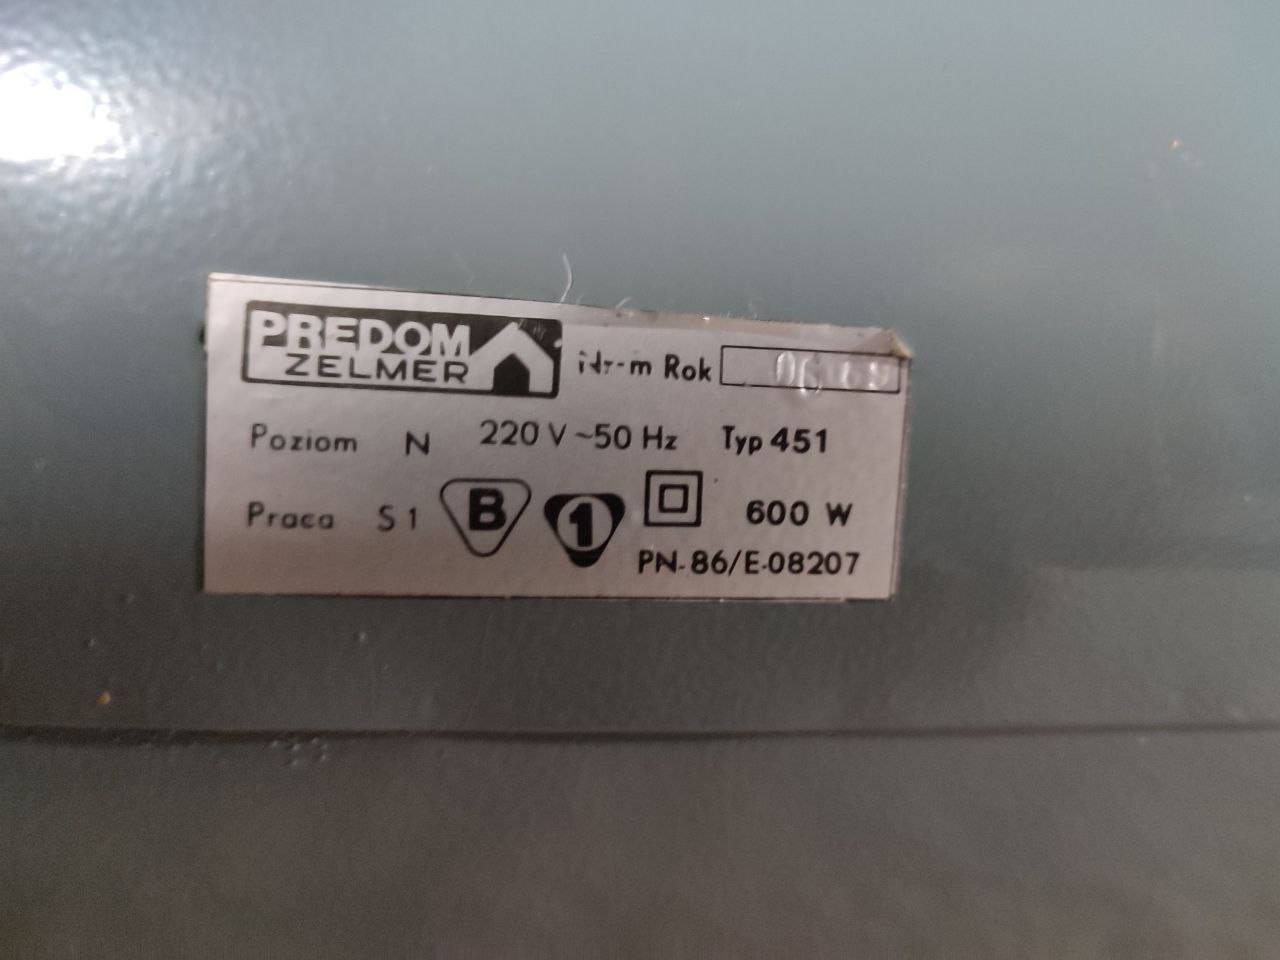 PREDOM
ZELMER
Rok
Poziom N 220 V ~50 Hz Typ 451
Praca S1 B 1 600 W
PN-86/E-08207